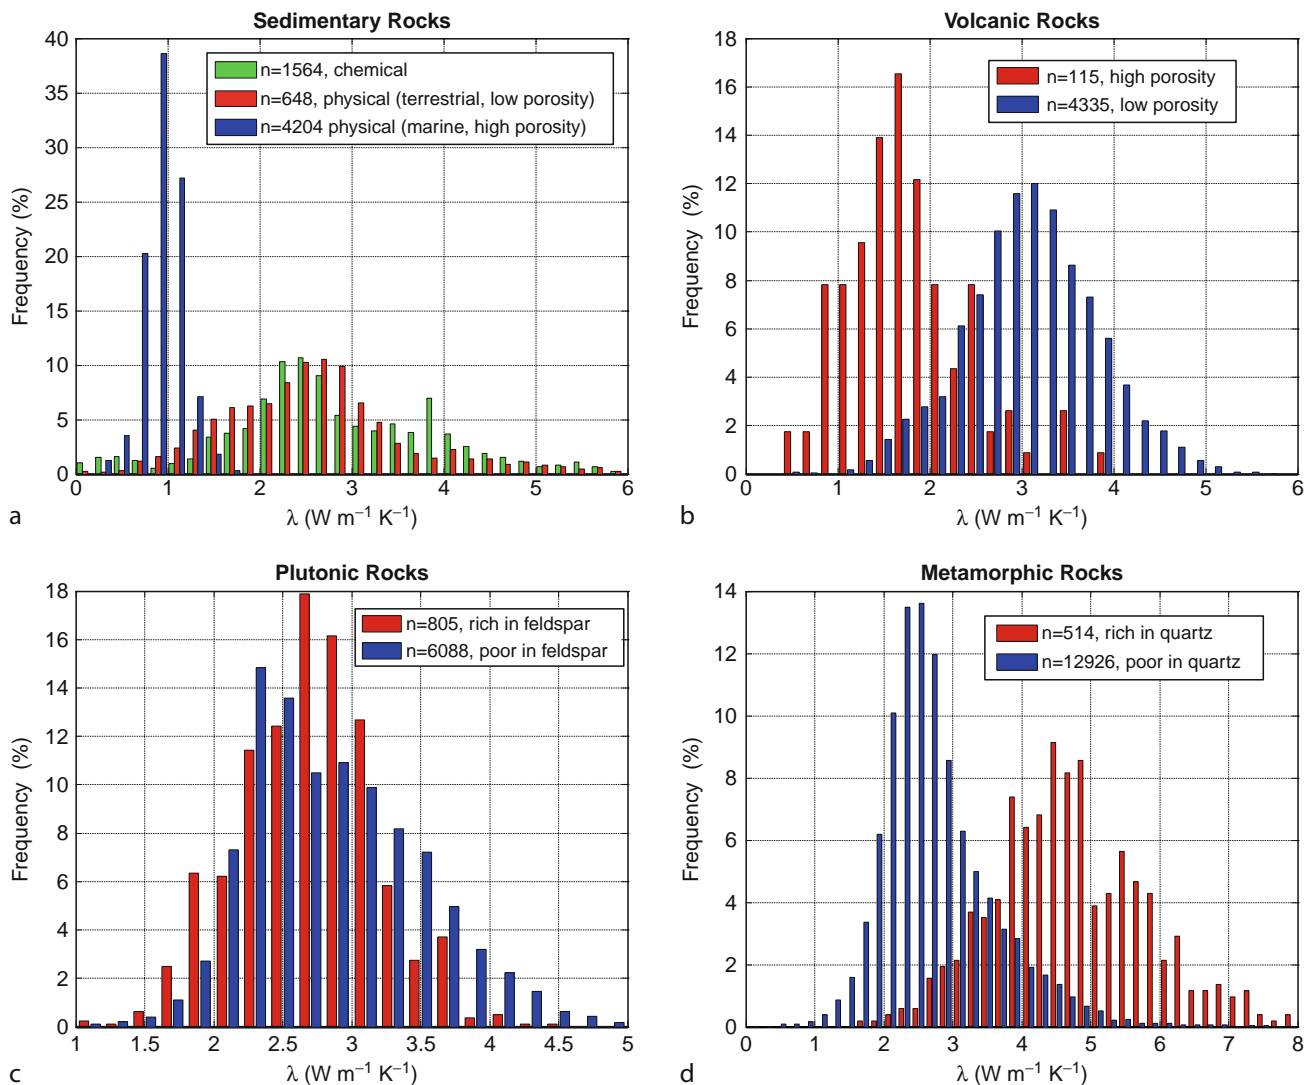 Sedimentary Rocks
40
35
30
25
20
15
10
5
0
Frequency (%)
n=1564, chemical
n=648, physical (terrestrial, low porosity)
n=4204 physical (marine, high porosity)
0 1 2 3 4 5 6
λ (W m⁻¹ K⁻¹)
a
Volcanic Rocks
18
16
14
12
10
8
6
4
2
0
Frequency (%)
n=115, high porosity
n=4335, low porosity
0 1 2 3 4 5 6
λ (W m⁻¹ K⁻¹)
b
Plutonic Rocks
18
16
14
12
10
8
6
4
2
0
Frequency (%)
n=805, rich in feldspar
n=6088, poor in feldspar
1 1.5 2 2.5 3 3.5 4 4.5 5
λ (W m⁻¹ K⁻¹)
c
Metamorphic Rocks
14
12
10
8
6
4
2
0
Frequency (%)
n=514, rich in quartz
n=12926, poor in quartz
0 1 2 3 4 5 6 7 8
λ (W m⁻¹ K⁻¹)
d